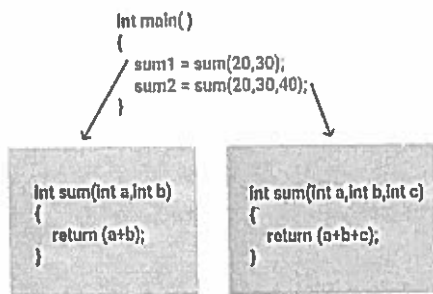 int main()
{
sum1 = sum(20,30);
sum2 = sum(20,30,40);
}
int sum(int a,int b)
{
return (a+b);
}
int sum(int a,int b,int c)
{
return (a+b+c);
}